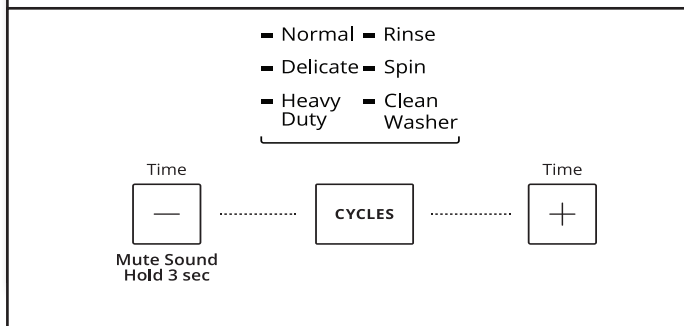 Normal Rinse
Delicate Spin
Heavy Clean
Duty Washer
Time Time
— CYCLES +
Mute Sound
Hold 3 sec